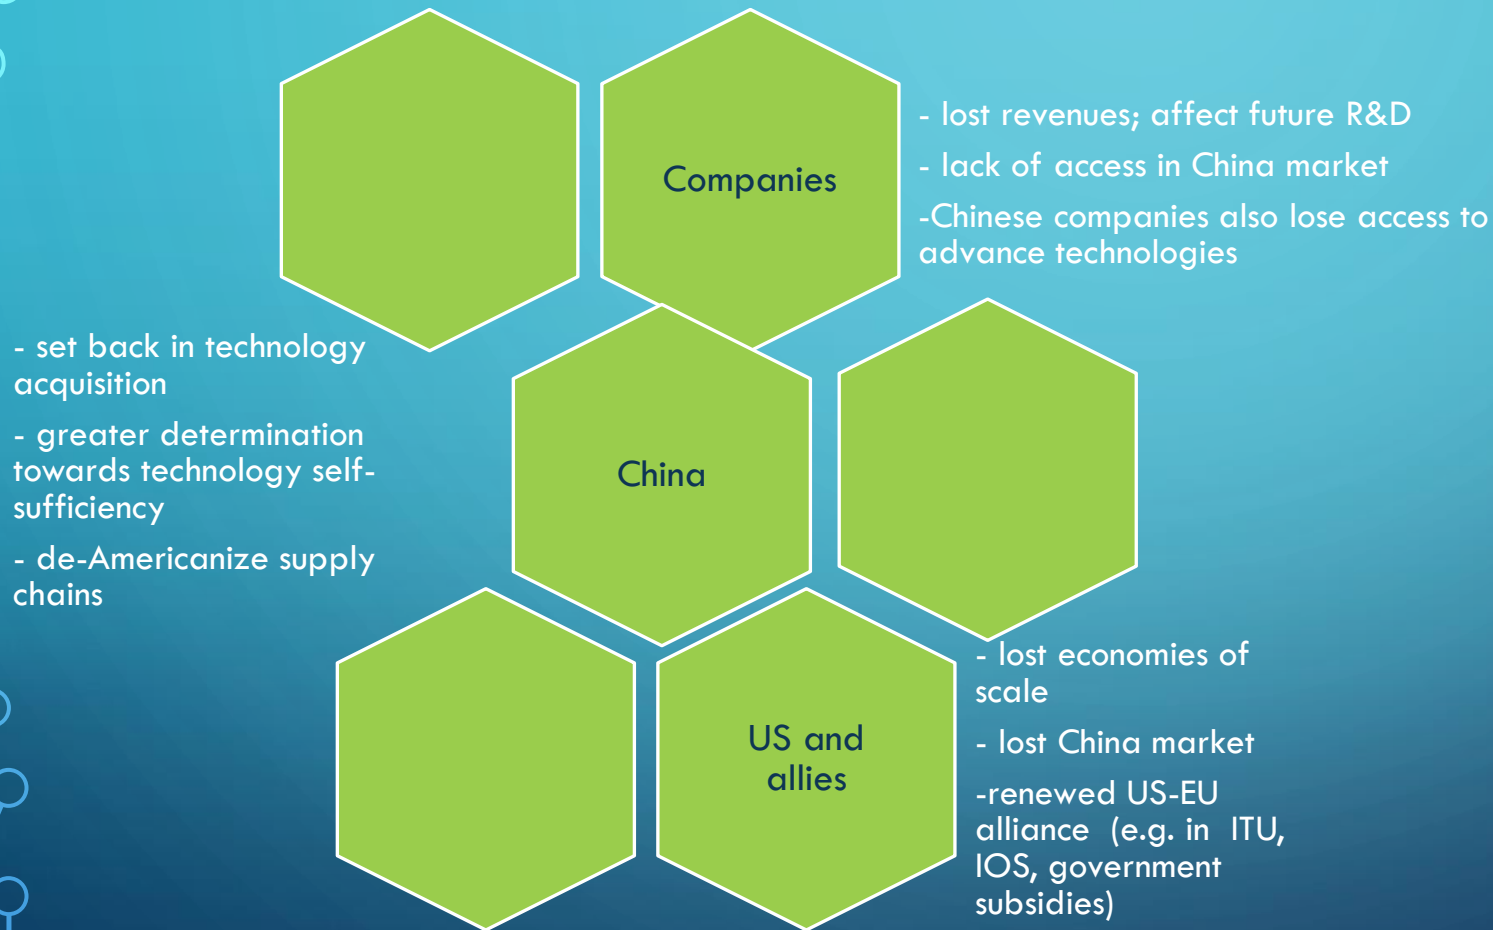 Companies
- lost revenues; affect future R&D
- lack of access in China market
-Chinese companies also lose access to
advance technologies
China
- set back in technology
acquisition
- greater determination
towards technology self-
sufficiency
- de-Americanize supply
chains
US and
allies
- lost economies of
scale
- lost China market
-renewed US-EU
alliance (e.g. in ITU,
IOS, government
subsidies)